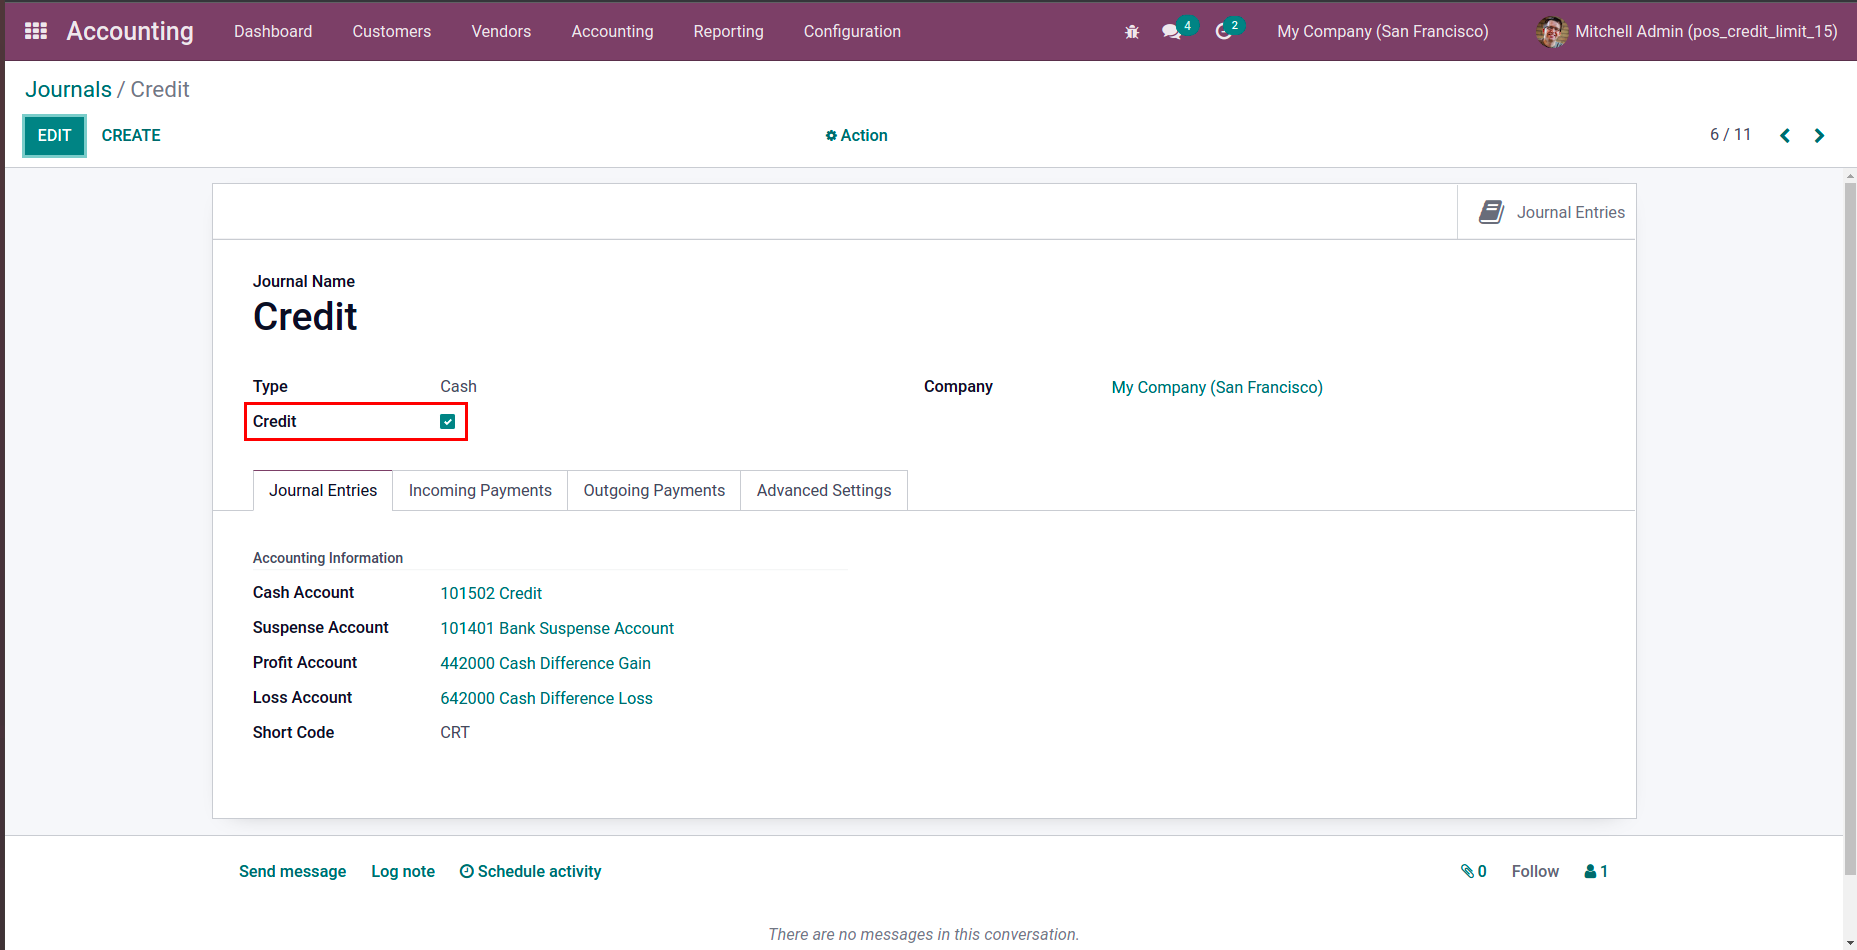 Accounting Dashboard Customers Vendors Accounting Reporting Configuration 4 2 My Company (San Francisco) Mitchell Admin (pos_credit_limit_15)
Journals / Credit
EDIT CREATE Action 6 / 11
Journal Entries
Journal Name
Credit
Type Cash Company My Company (San Francisco)
Credit
Journal Entries Incoming Payments Outgoing Payments Advanced Settings
Accounting Information
Cash Account 101502 Credit
Suspense Account 101401 Bank Suspense Account
Profit Account 442000 Cash Difference Gain
Loss Account 642000 Cash Difference Loss
Short Code CRT
Send message Log note Schedule activity 0 Follow 1
There are no messages in this conversation.